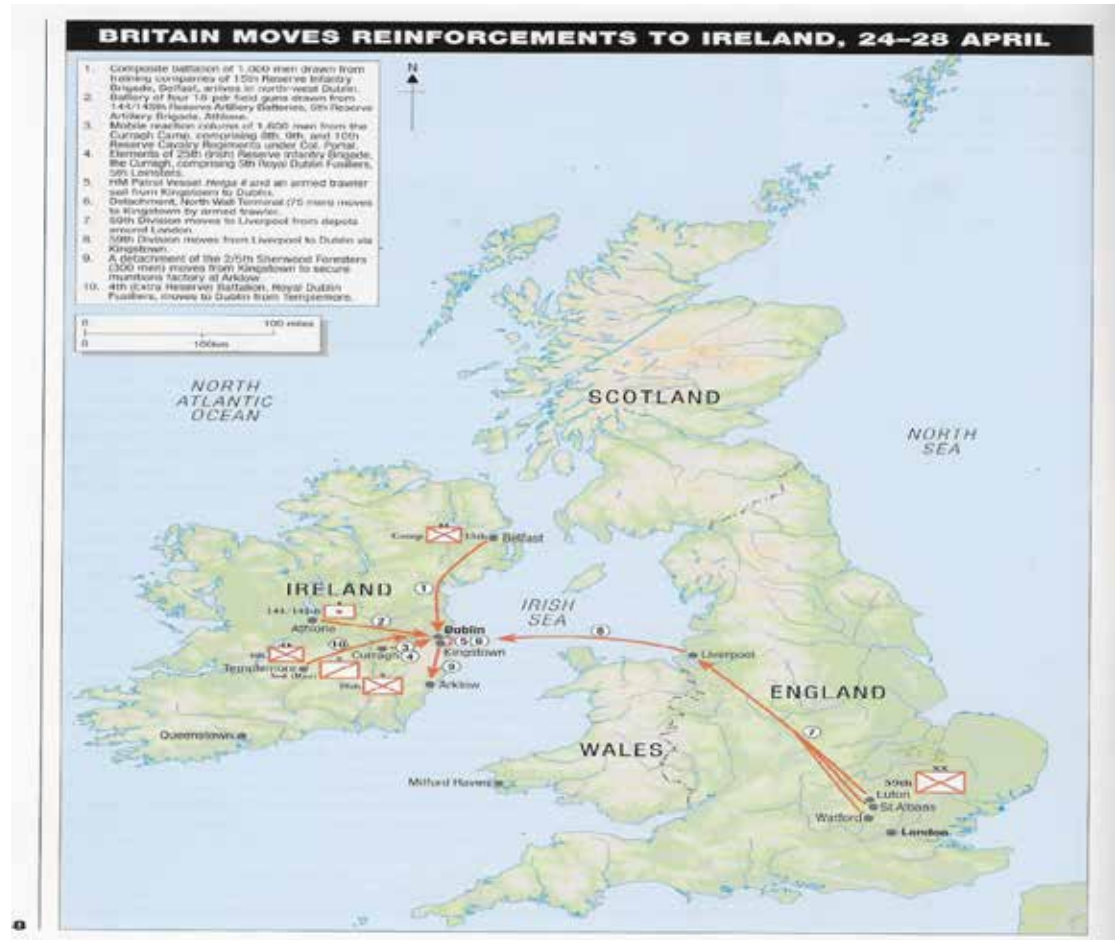 BRITAIN MOVES REINFORCEMENTS TO IRELAND, 24–28 APRIL
1. Composite battalion of 1,000 men drawn from
training companies of 15th Reserve Infantry
Brigade, Belfast, arrives in north-west Dublin.
2. Battery of four 18 pdr field guns drawn from
144/145th Reserve Artillery Batteries, 5th Reserve
Artillery Brigade, Athlone.
3. Mobile reaction column of 1,600 men from the
Curragh Camp, comprising 8th, 9th, and 10th
Reserve Cavalry Regiments under Col. Portal.
4. Elements of 25th (Irish) Reserve Infantry Brigade,
the Curragh, comprising 5th Royal Dublin Fusiliers,
5th Leinsters.
5. HM Patrol Vessel Helga II and an armed trawler
sail from Kingstown to Dublin.
6. Detachment, North Wall Terminal (75 men) moves
to Kingstown by armed trawler.
7. 59th Division moves to Liverpool from depots
around London.
8. 59th Division moves from Liverpool to Dublin via
Kingstown.
9. A detachment of the 2/5th Sherwood Foresters
(300 men) moves from Kingstown to secure
munitions factory at Arklow
10. 4th (Extra Reserve) Battalion, Royal Dublin
Fusiliers, moves to Dublin from Templemore.
N
0 100 miles
0 100km
NORTH
ATLANTIC
OCEAN
SCOTLAND
NORTH
SEA
Comp
15th
Belfast
1
IRELAND
IRISH
SEA
Athlone
2
Dublin
5 6
Kingstown
8
10
3
Curragh
4
Templemore
9
Arklow
Liverpool
ENGLAND
Queenstown
WALES
7
Milford Haven
XX
59th
Luton
St Albans
Watford
London